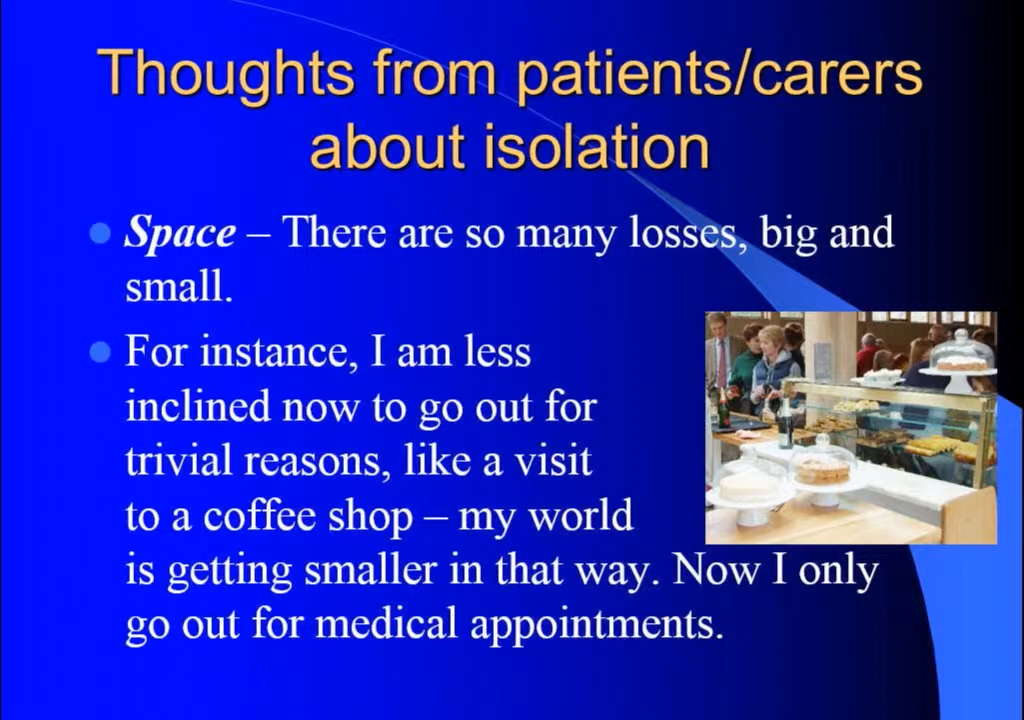 Thoughts from patients/carers
about isolation
Space – There are so many losses, big and
small.
For instance, I am less
inclined now to go out for
trivial reasons, like a visit
to a coffee shop – my world
is getting smaller in that way. Now I only
go out for medical appointments.